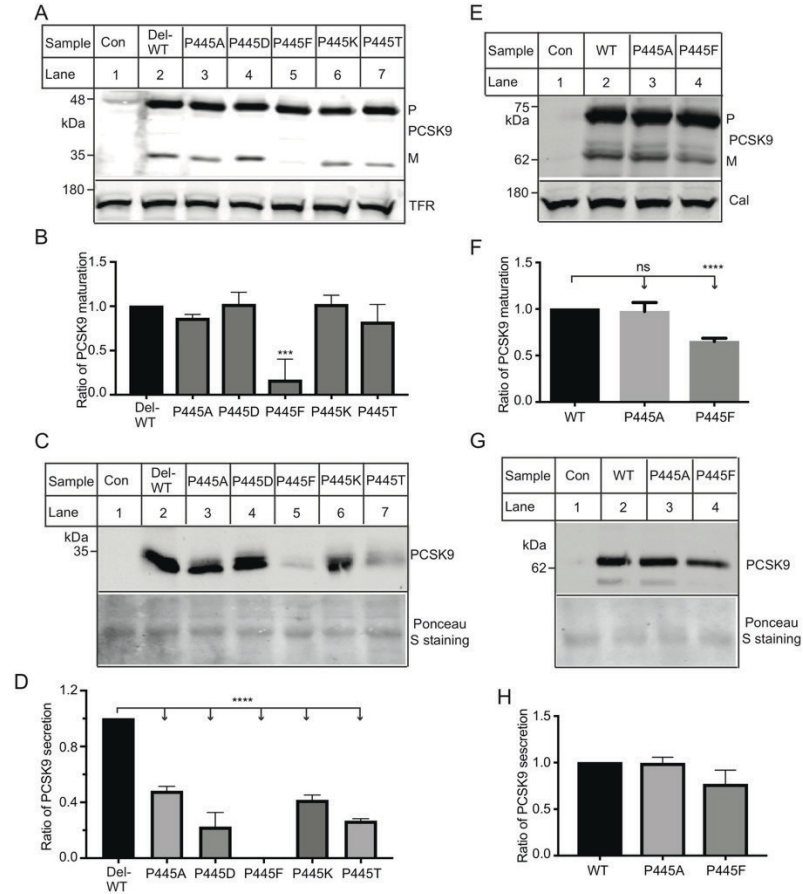 A
Sample Con Del-WT P445A P445D P445F P445K P445T
Lane 1 2 3 4 5 6 7
48
kDa
35
180
P
PCSK9
M
TFR
B
Ratio of PCSK9 maturation
1.5
1.0
0.5
0.0
***
Del-WT P445A P445D P445F P445K P445T
C
Sample Con Del-WT P445A P445D P445F P445K P445T
Lane 1 2 3 4 5 6 7
kDa
35
PCSK9
Ponceau
S staining
D
Ratio of PCSK9 secretion
1.2
0.8
0.4
0.0
****
Del-WT P445A P445D P445F P445K P445T
E
Sample Con WT P445A P445F
Lane 1 2 3 4
75
kDa
62
180
P
PCSK9
M
Cal
F
Ratio of PCSK9 maturation
1.5
1.0
0.5
0.0
ns ****
WT P445A P445F
G
Sample Con WT P445A P445F
Lane 1 2 3 4
kDa
62
PCSK9
Ponceau
S staining
H
Ratio of PCSK9 sescretion
1.5
1.0
0.5
0.0
WT P445A P445F